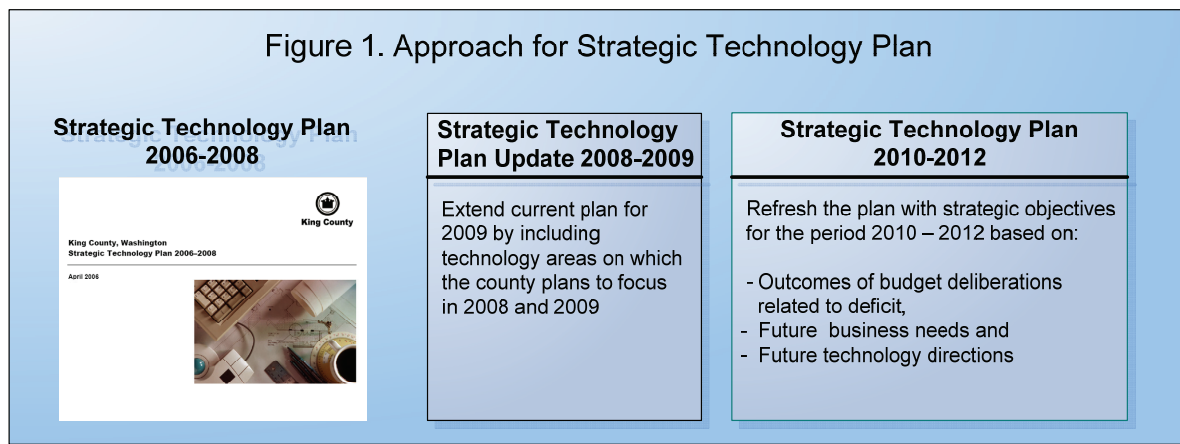 Figure 1. Approach for Strategic Technology Plan
Strategic Technology Plan
2006-2008
King County
King County, Washington
Strategic Technology Plan 2006–2008
April 2006
Strategic Technology
Plan Update 2008-2009
Extend current plan for
2009 by including
technology areas on which
the county plans to focus
in 2008 and 2009
Strategic Technology Plan
2010-2012
Refresh the plan with strategic objectives
for the period 2010 – 2012 based on:
- Outcomes of budget deliberations
related to deficit,
- Future business needs and
- Future technology directions